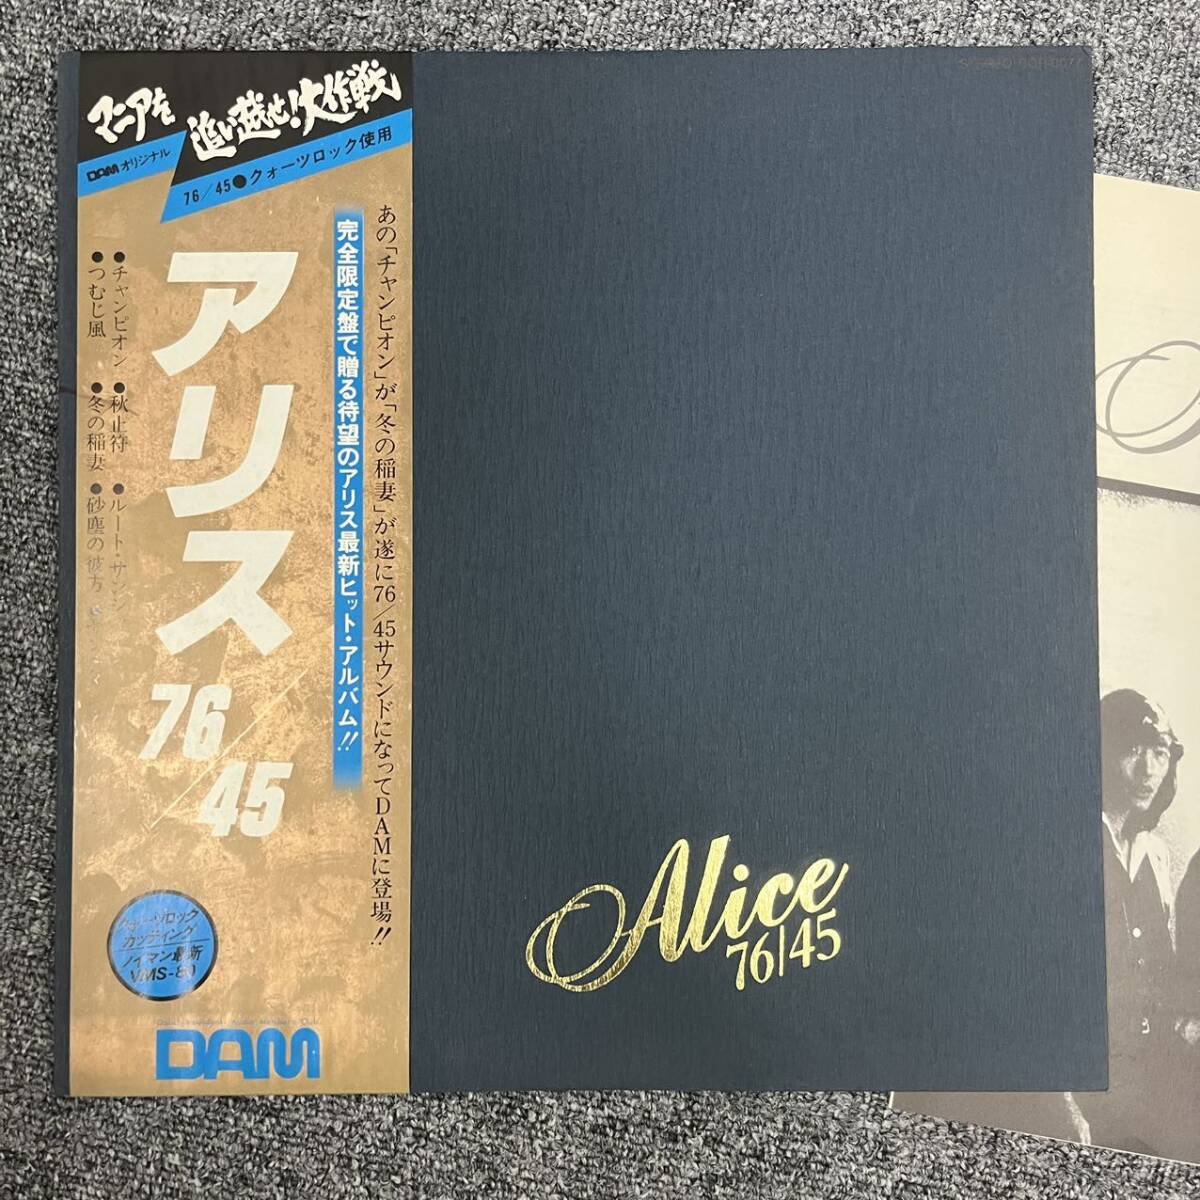 マニアを
追い越せ!大作戦
DAMオリジナル
76/45●クォーツロック使用
あの「チャンピオン」が「冬の稲妻」が遂に76/45サウンドになってDAMに登場!!
完全限定盤で贈る待望のアリス最新ヒット・アルバム!!
アリス
76/45
●チャンピオン ●秋止符 ●ルート・サン
●つむじ風 ●冬の稲妻 ●砂塵の彼方
クォーツロック
カッティング
ノイマン最新
VMS-80
DAM
Alice
76/45